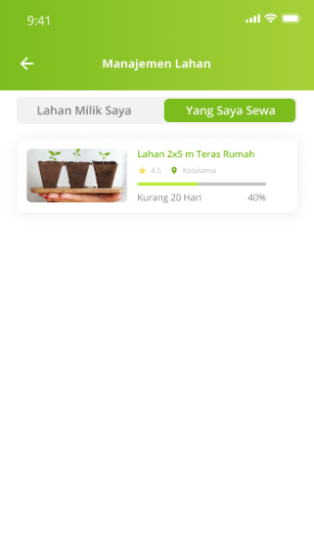 9:41
Manajemen Lahan
Lahan Milik Saya
Yang Saya Sewa
Lahan 2x5 m Teras Rumah
4.5 Kotalama
Kurang 20 Hari
40%